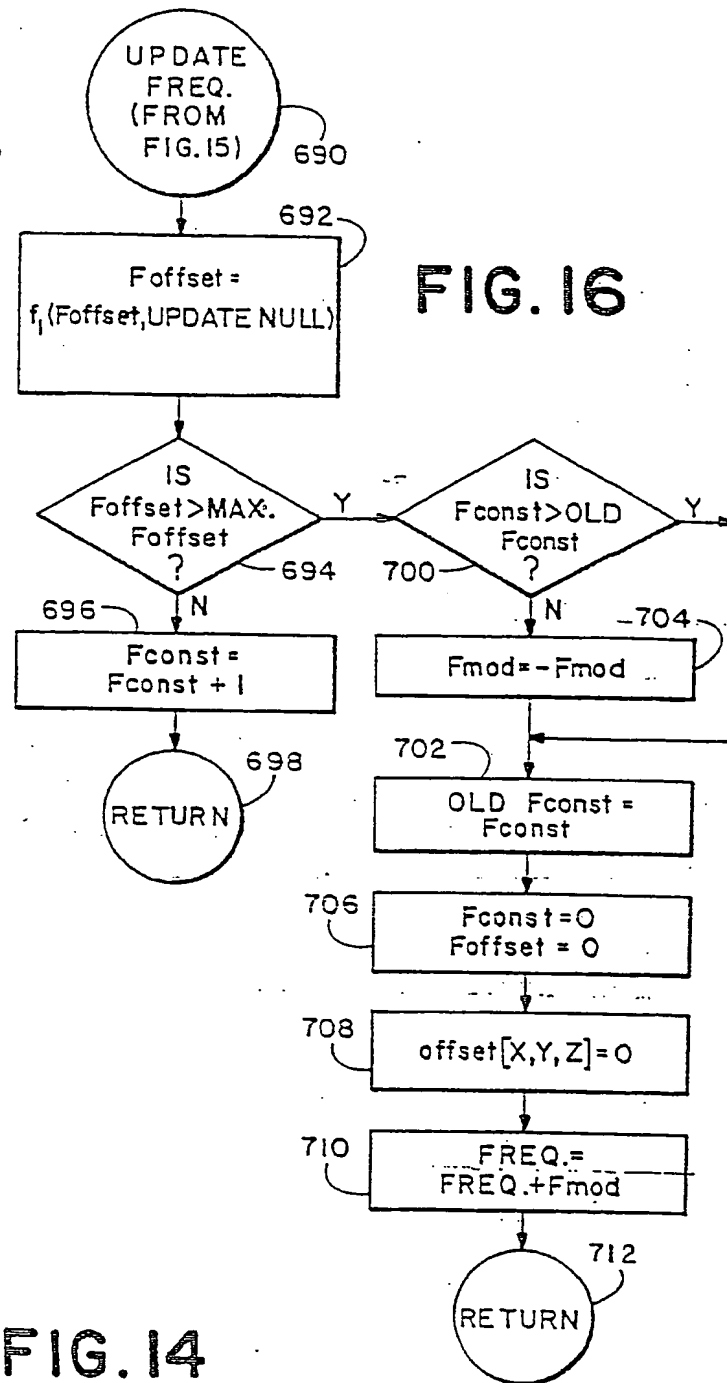 UPDATE
FREQ.
(FROM
FIG.15)
690
692
Foffset =
f₁(Foffset,UPDATE NULL)
FIG. 16
IS
Foffset>MAX.
Foffset
?
694
Y
N
IS
Fconst>OLD
Fconst
?
700
Y
N
696
Fconst =
Fconst + 1
704
Fmod=-Fmod
698
RETURN
702
OLD Fconst =
Fconst
706
Fconst=0
Foffset = 0
708
offset[X,Y,Z]=0
710
FREQ.=
FREQ.+Fmod
712
RETURN
FIG. 14